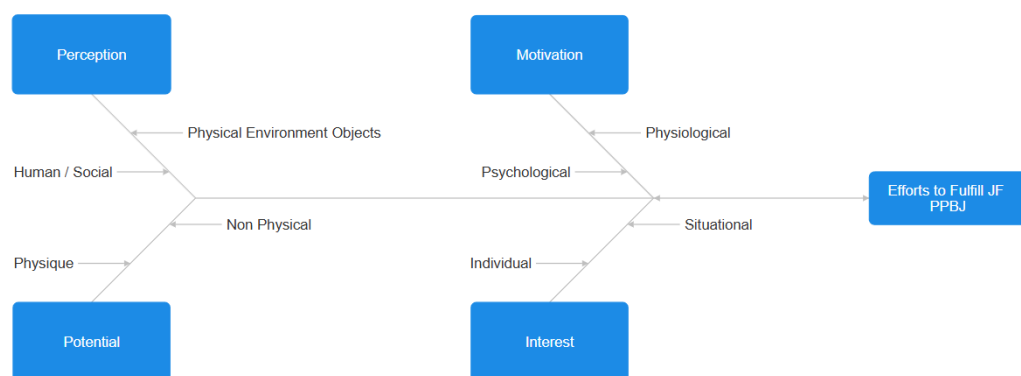 Perception
Motivation
Physical Environment Objects
Physiological
Human / Social
Psychological
Efforts to Fulfill JF
PPBJ
Non Physical
Situational
Physique
Individual
Potential
Interest